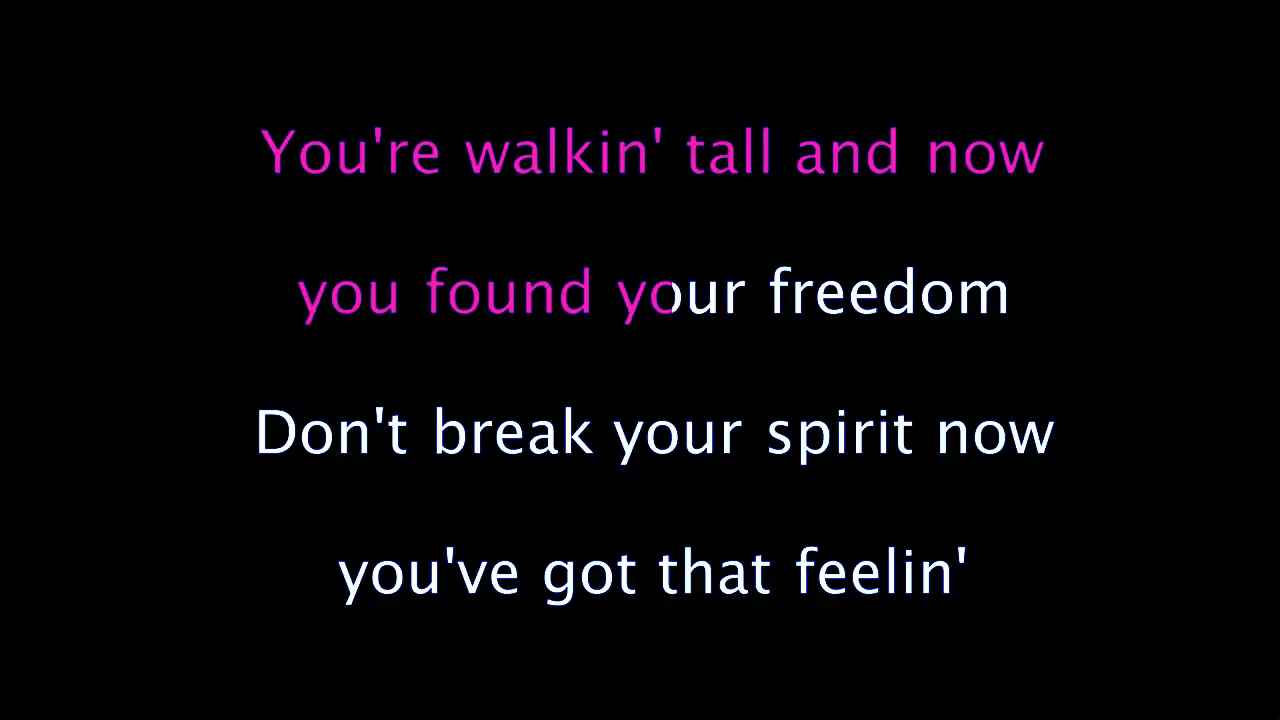 You're walkin' tall and now
you found your freedom
Don't break your spirit now
you've got that feelin'